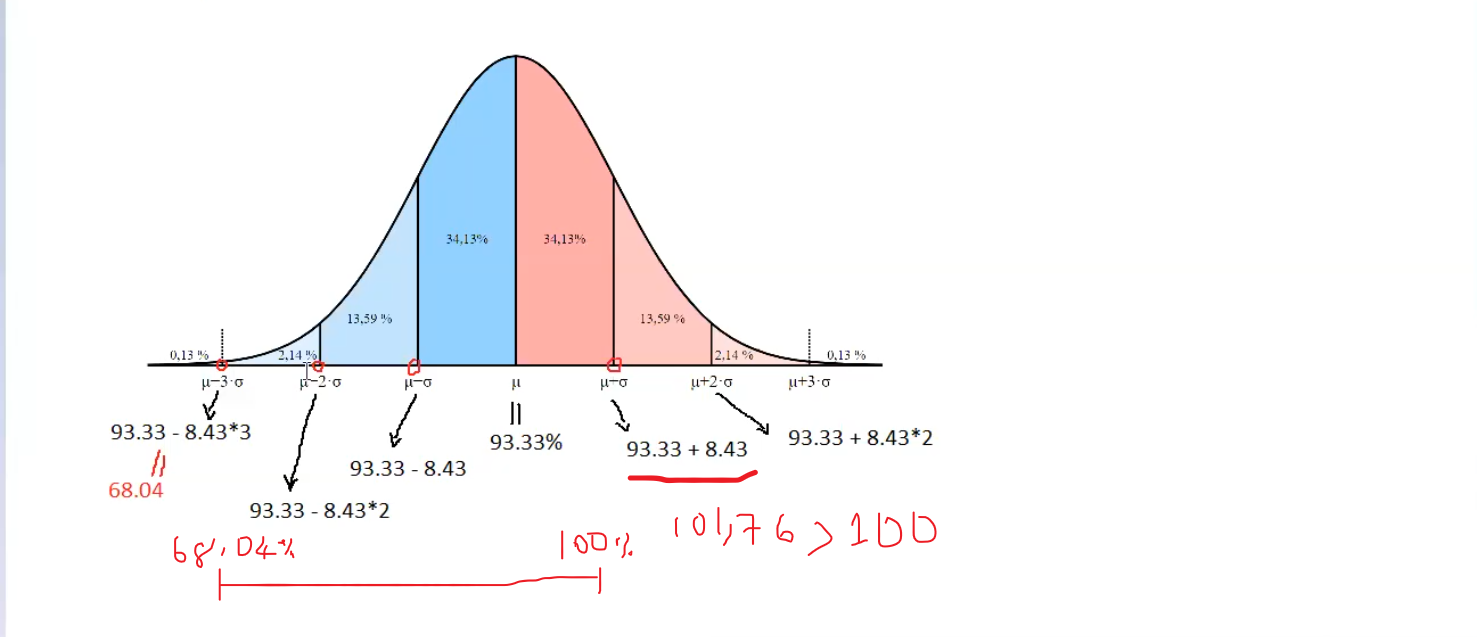 34,13%
34,13%
13,59 %
13,59 %
0,13 %
2,14 %
2,14 %
0,13 %
μ−3·σ
μ−2·σ
μ−σ
μ
μ−σ
μ+2·σ
μ+3·σ
93.33 - 8.43*3
93.33%
93.33 + 8.43
93.33 + 8.43*2
93.33 - 8.43
68.04
93.33 - 8.43*2
68,04%
100%
101,76 > 100